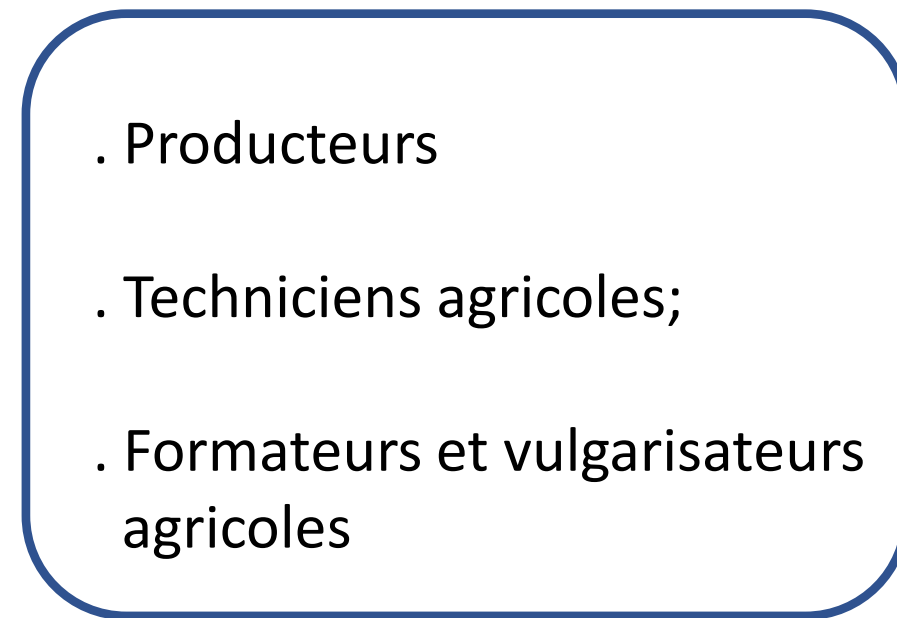 . Producteurs
. Techniciens agricoles;
. Formateurs et vulgarisateurs
agricoles